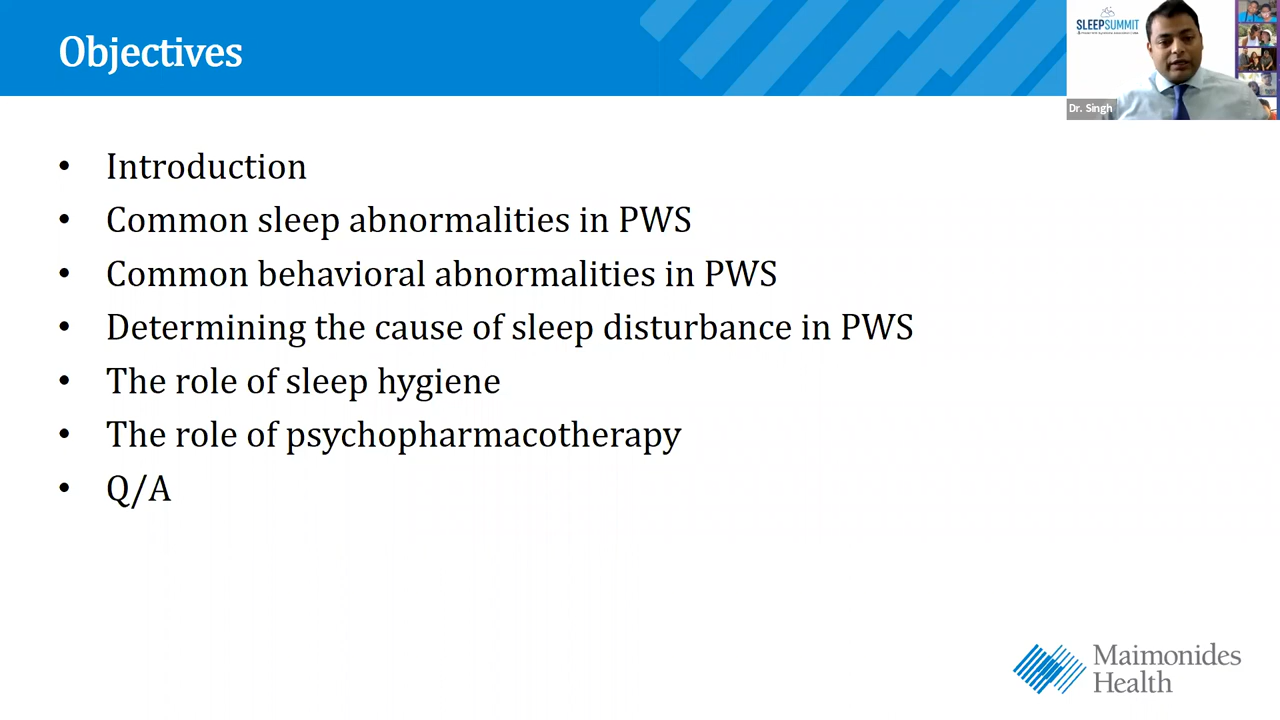 Objectives
SLEEPSUMMIT
Dr. Singh
• Introduction
• Common sleep abnormalities in PWS
• Common behavioral abnormalities in PWS
• Determining the cause of sleep disturbance in PWS
• The role of sleep hygiene
• The role of psychopharmacotherapy
• Q/A
Maimonides
Health